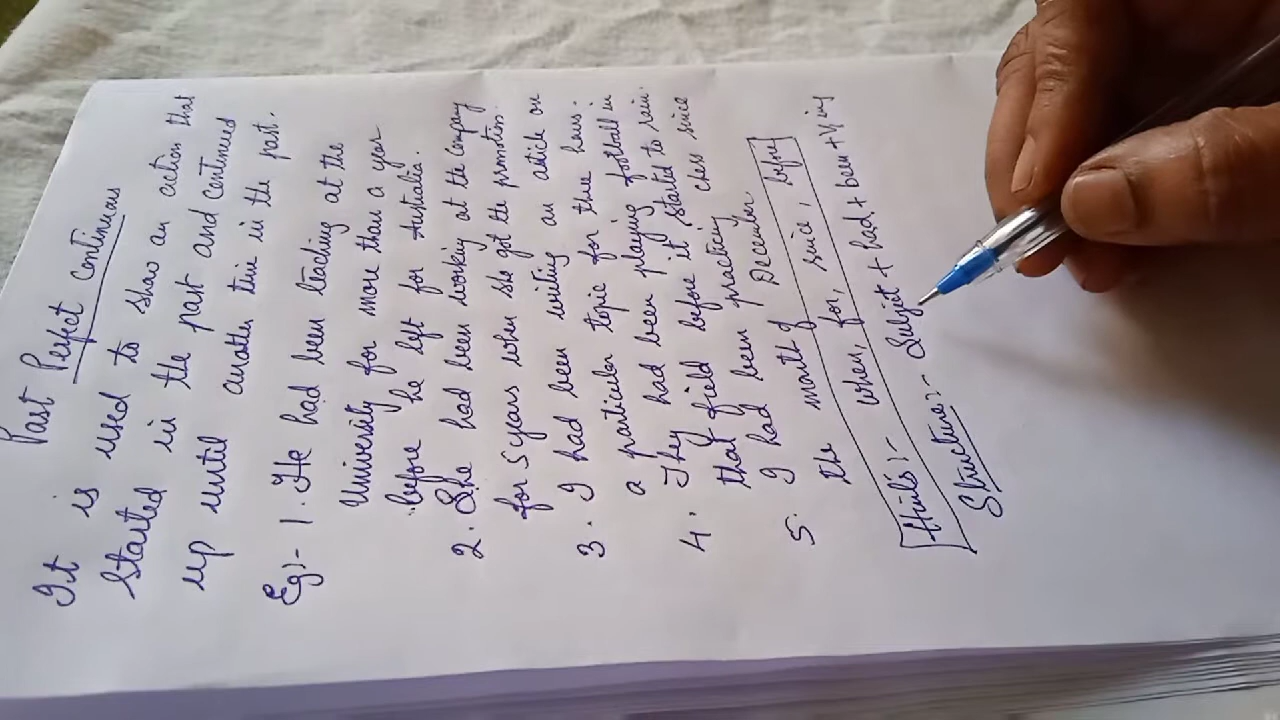 Past Perfect Continuous
It is used to show an action that
started in the past and continued
up until another time in the past.
Eg:- 1. He had been teaching at the
University for more than a year
before he left for Australia.
2. She had been working at the Company
for 5 years when she got the promotion.
3. I had been writing an article on
a particular topic for three hours.
4. They had been playing football in
that field before it started to rain.
5. I had been practicing chess since
the month of December.
Hints:- when, for, since, before
Structure:- Subject + had + been + V1 ing